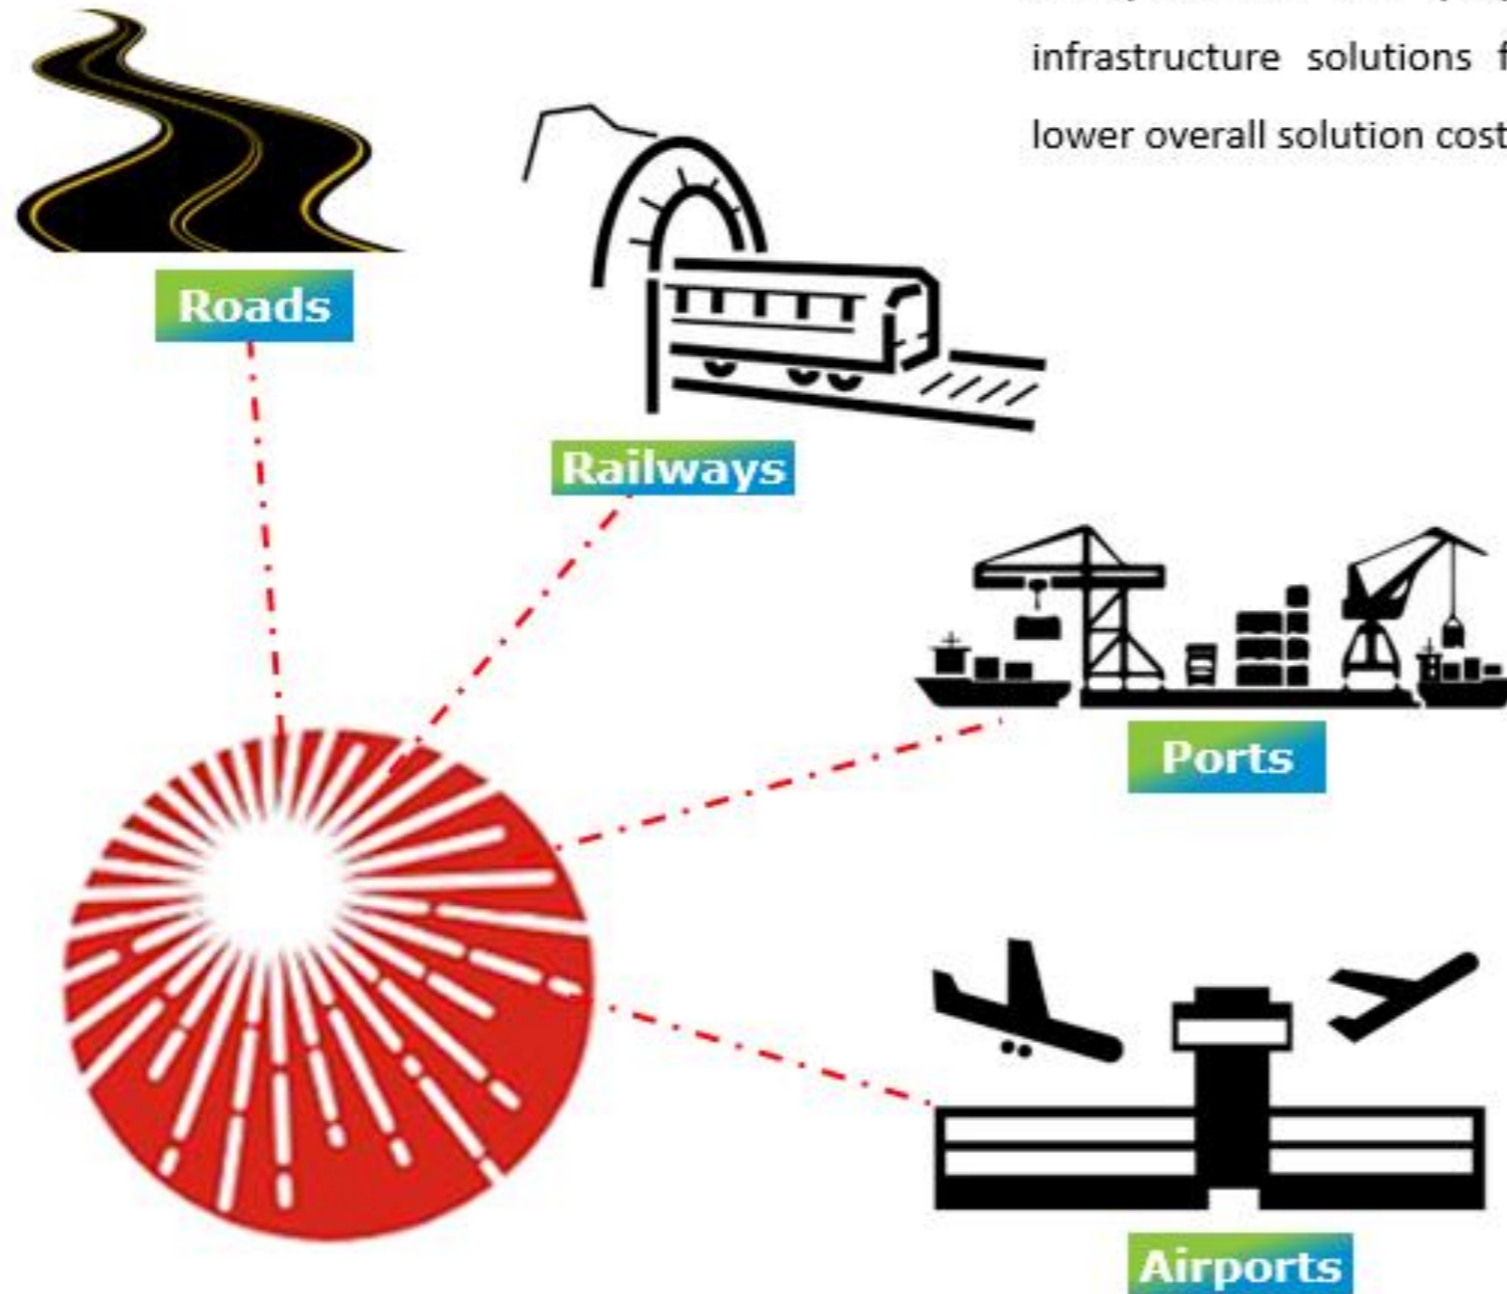 infrastructure solutions
lower overall solution cost
Roads
Railways
Ports
Airports